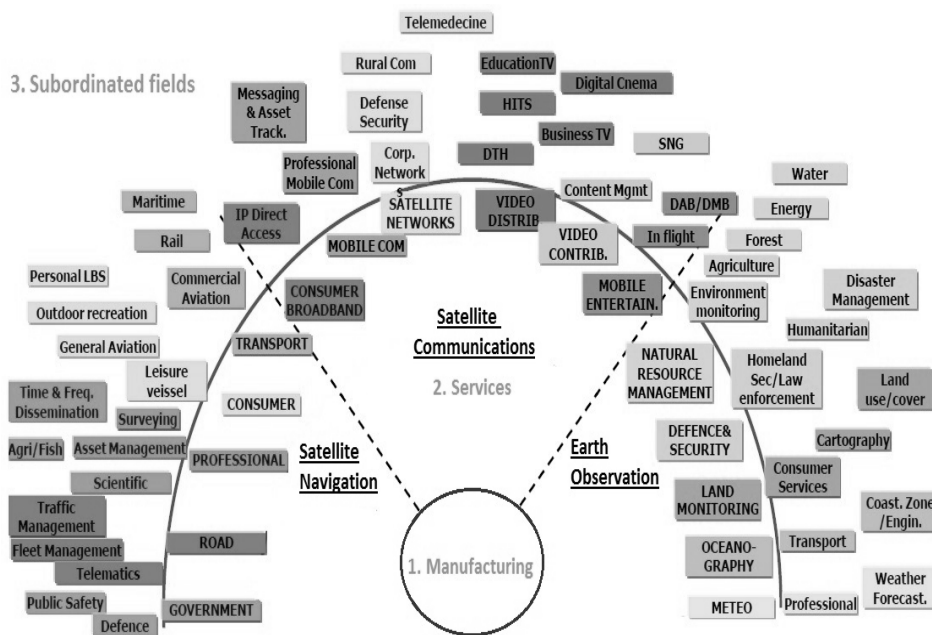 Telemedecine
3. Subordinated fields
Rural Com
EducationTV
Digital Cnema
Messaging
& Asset
Track.
Defense
Security
HITS
Business TV
SNG
Professional
Mobile Com
Corp.
Network
s
DTH
Water
Content Mgmt
Maritime
IP Direct
Access
SATELLITE
NETWORKS
VIDEO
DISTRIB
DAB/DMB
Energy
Rail
MOBILE COM
VIDEO
CONTRIB.
In flight
Forest
Personal LBS
Commercial
Aviation
CONSUMER
BROADBAND
MOBILE
ENTERTAIN.
Agriculture
Environment
monitoring
Disaster
Management
Outdoor recreation
Satellite
Communications
Humanitarian
General Aviation
TRANSPORT
Leisure
veissel
NATURAL
RESOURCE
MANAGEMENT
Homeland
Sec/Law
enforcement
2. Services
Time & Freq.
Dissemination
CONSUMER
Land
use/cover
Surveying
Agri/Fish
Asset Management
PROFESSIONAL
Satellite
Navigation
Earth
Observation
DEFENCE&
SECURITY
Cartography
Scientific
LAND
MONITORING
Consumer
Services
Traffic
Management
Coast. Zone
/Engin.
Fleet Management
ROAD
1. Manufacturing
OCEANO-
GRAPHY
Transport
Telematics
Weather
Forecast.
Public Safety
GOVERNMENT
METEO
Professional
Defence